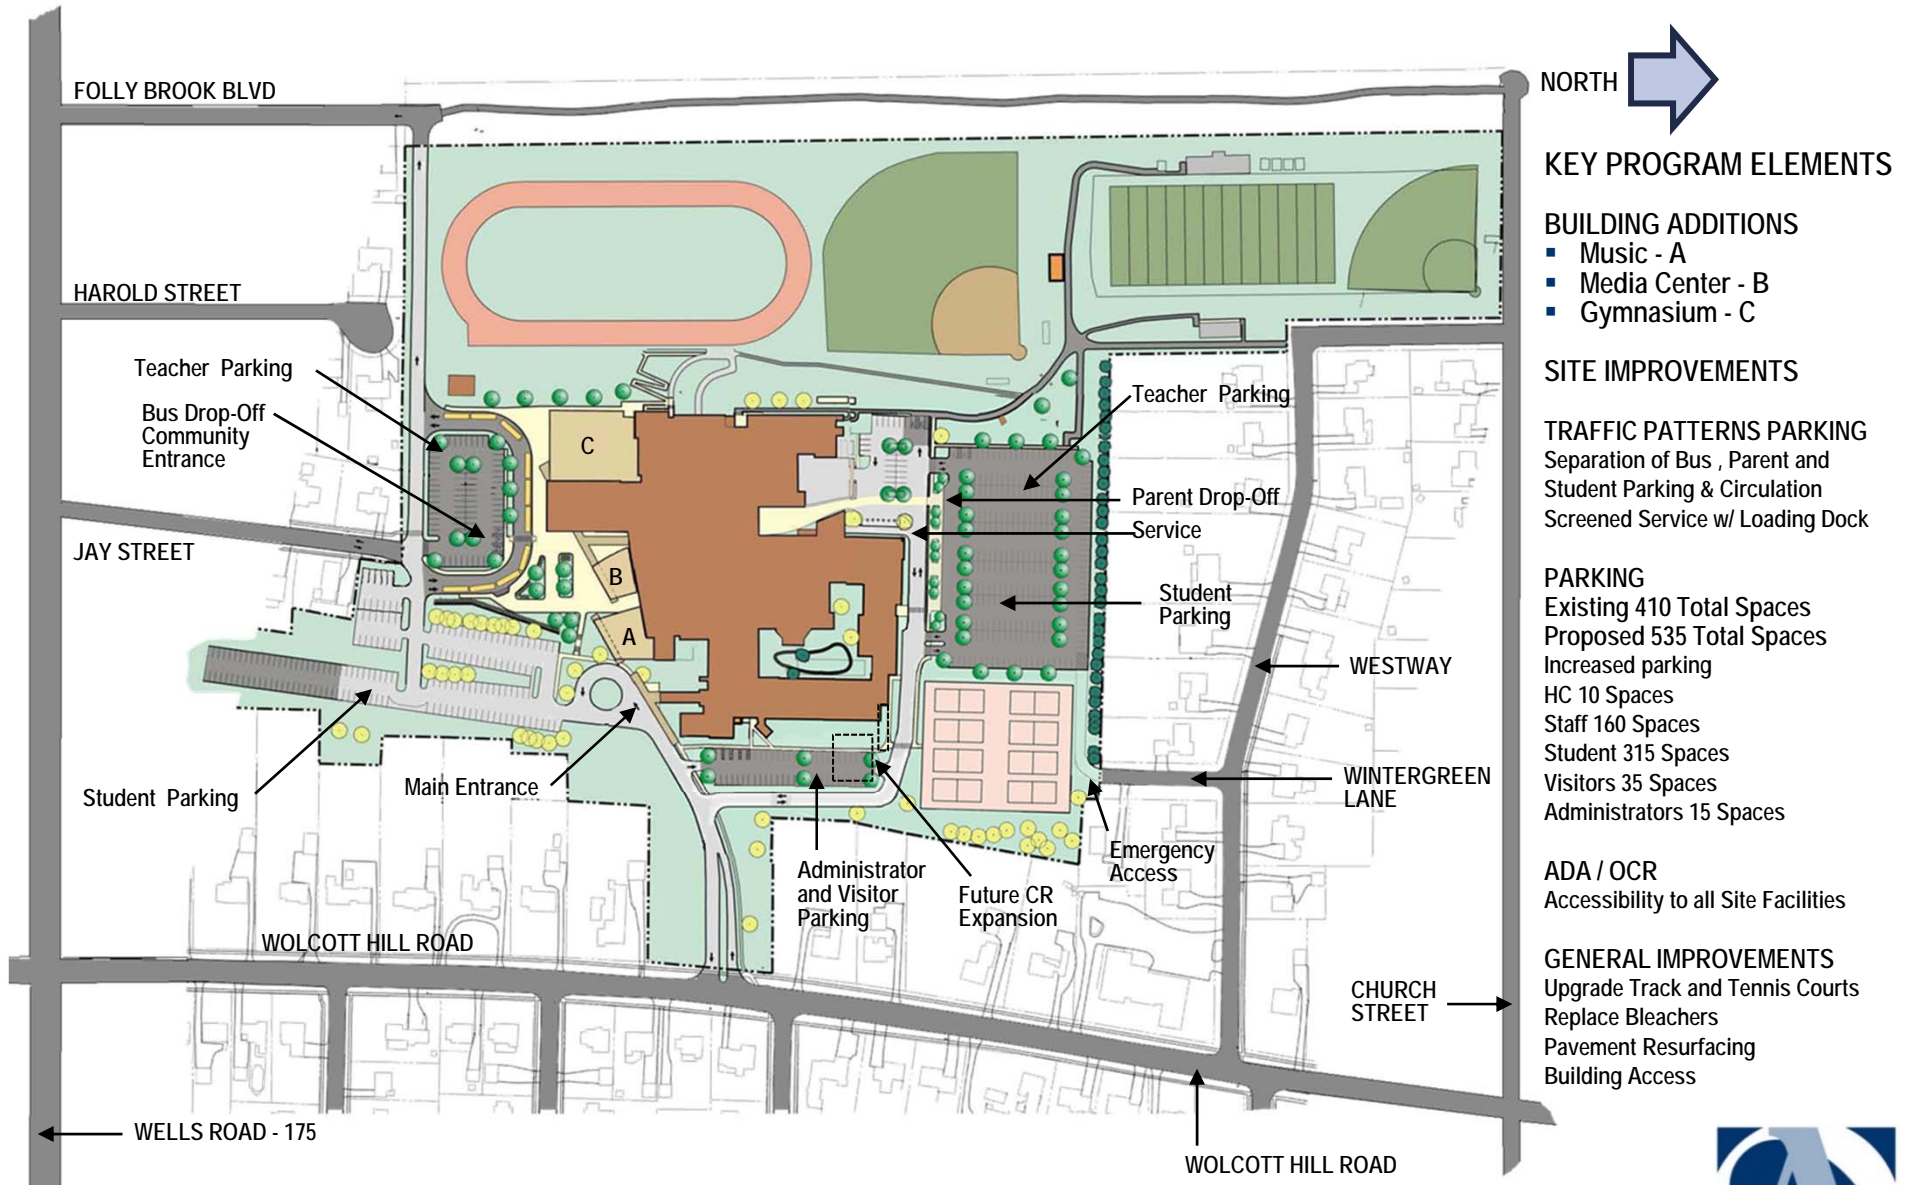 FOLLY BROOK BLVD
HAROLD STREET
Teacher Parking
Bus Drop-Off
Community
Entrance
JAY STREET
Student Parking
Main Entrance
WOLCOTT HILL ROAD
WELLS ROAD - 175
C
B
A
Teacher Parking
Parent Drop-Off
Service
Student
Parking
WESTWAY
WINTERGREEN
LANE
Emergency
Access
Administrator
and Visitor
Parking
Future CR
Expansion
CHURCH
STREET
WOLCOTT HILL ROAD
NORTH
KEY PROGRAM ELEMENTS
BUILDING ADDITIONS
▪ Music - A
▪ Media Center - B
▪ Gymnasium - C
SITE IMPROVEMENTS
TRAFFIC PATTERNS PARKING
Separation of Bus , Parent and
Student Parking & Circulation
Screened Service w/ Loading Dock
PARKING
Existing 410 Total Spaces
Proposed 535 Total Spaces
Increased parking
HC 10 Spaces
Staff 160 Spaces
Student 315 Spaces
Visitors 35 Spaces
Administrators 15 Spaces
ADA / OCR
Accessibility to all Site Facilities
GENERAL IMPROVEMENTS
Upgrade Track and Tennis Courts
Replace Bleachers
Pavement Resurfacing
Building Access